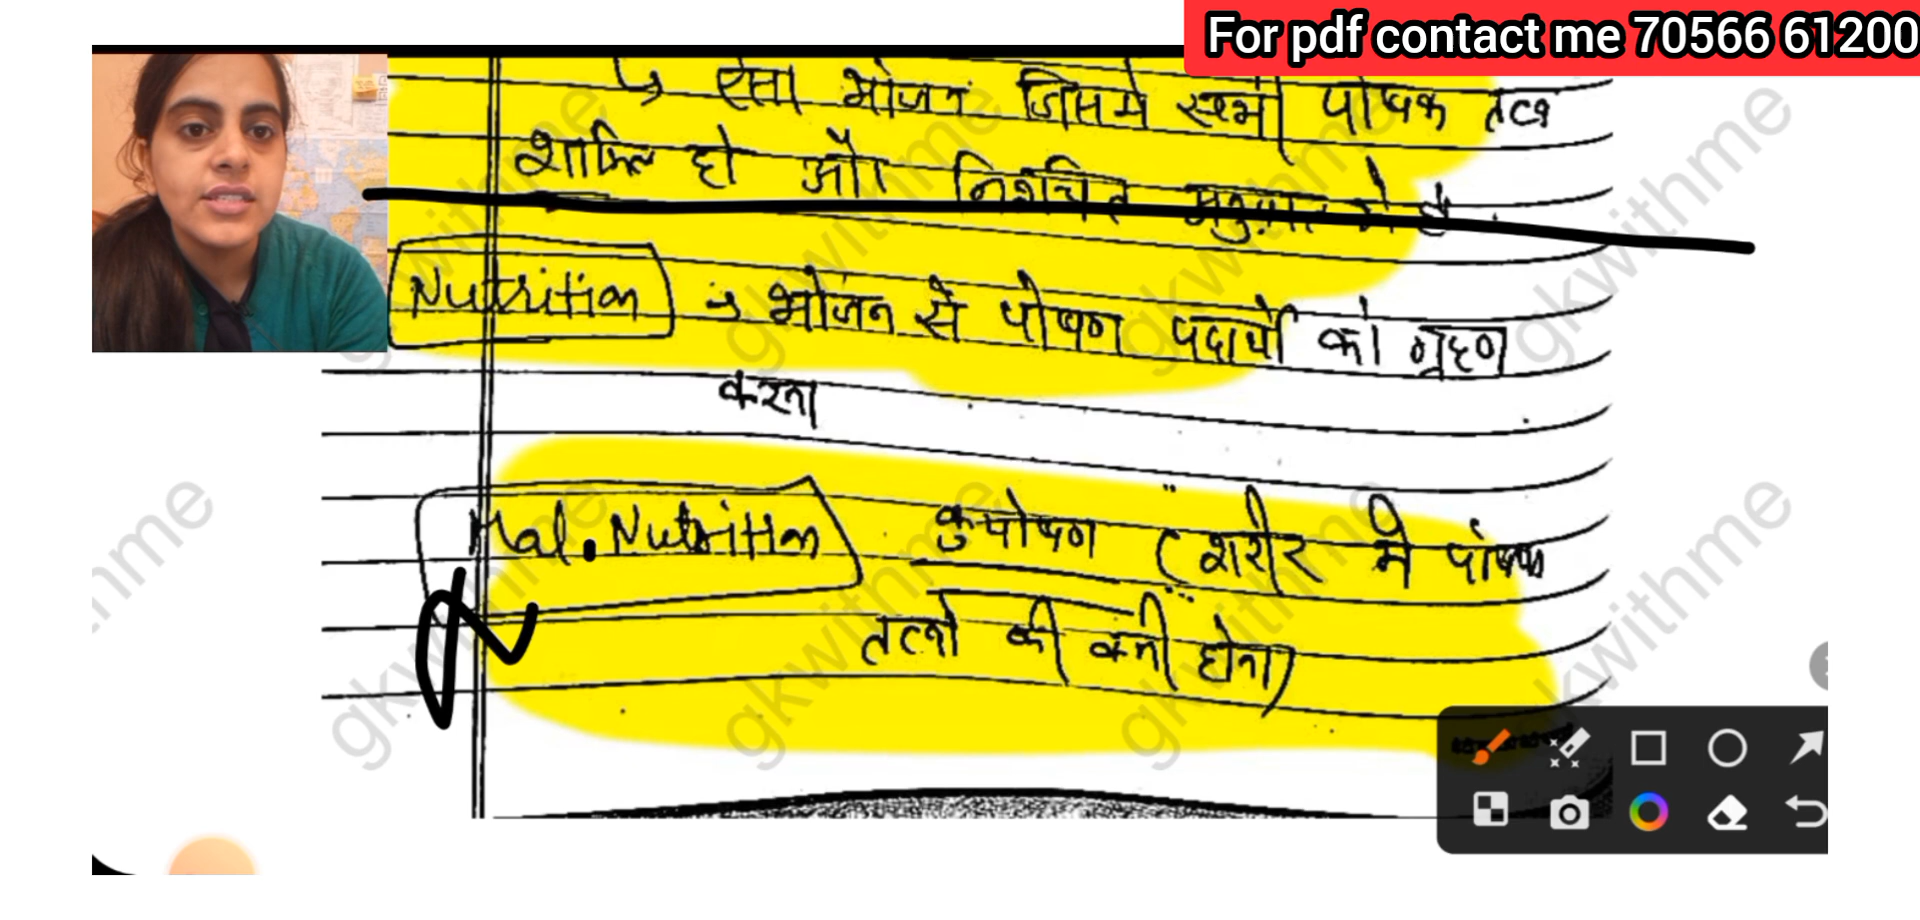 For pdf contact me 70566 61200
↳ ऐसा भोजन जिसमे सभी पोषक तत्व
शामिल हो और निश्चित अनुपात मे हो.
Nutrition → भोजन से पोषण पदार्थो को ग्रहण
करना
Mal. Nutrition कुपोषण (शरीर मे पोषक
तत्वो की कमी होना)
gkwithme